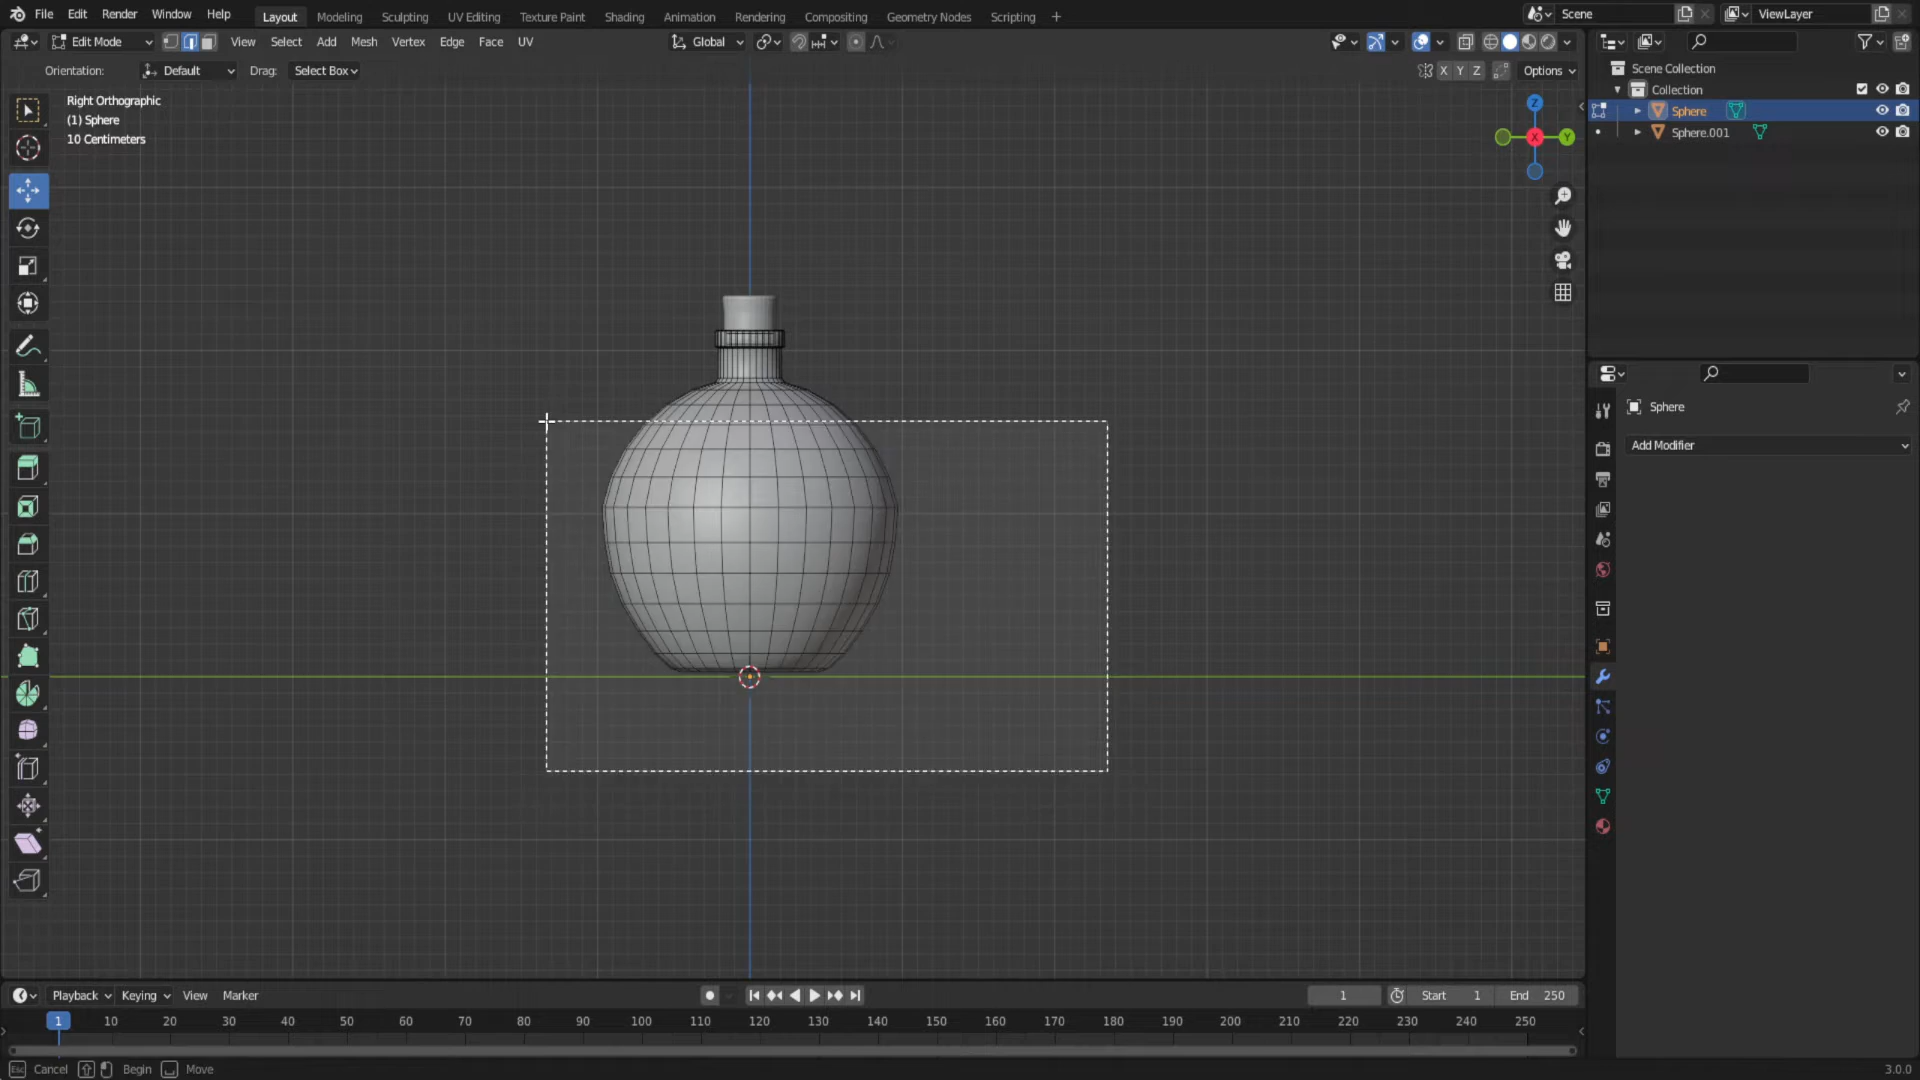 File Edit Render Window Help Layout Modeling Sculpting UV Editing Texture Paint Shading Animation Rendering Compositing Geometry Nodes Scripting + Scene ViewLayer
Edit Mode View Select Add Mesh Vertex Edge Face UV Global
Orientation: Default Drag: Select Box X Y Z Options
Right Orthographic
(1) Sphere
10 Centimeters
Z
X
Y
Scene Collection
Collection
Sphere
Sphere.001
Sphere
Add Modifier
Playback Keying View Marker 1 Start 1 End 250
1 10 20 30 40 50 60 70 80 90 100 110 120 130 140 150 160 170 180 190 200 210 220 230 240 250
Esc Cancel Begin Move 3.0.0